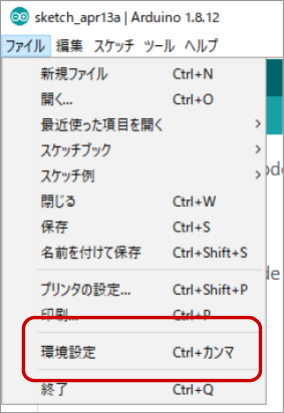 sketch_apr13a | Arduino 1.8.12
ファイル 編集 スケッチ ツール ヘルプ
新規ファイル Ctrl+N
開く... Ctrl+O
最近使った項目を開く
スケッチブック
スケッチ例
閉じる Ctrl+W
保存 Ctrl+S
名前を付けて保存 Ctrl+Shift+S
プリンタの設定... Ctrl+Shift+P
印刷... Ctrl+P
環境設定 Ctrl+カンマ
終了 Ctrl+Q